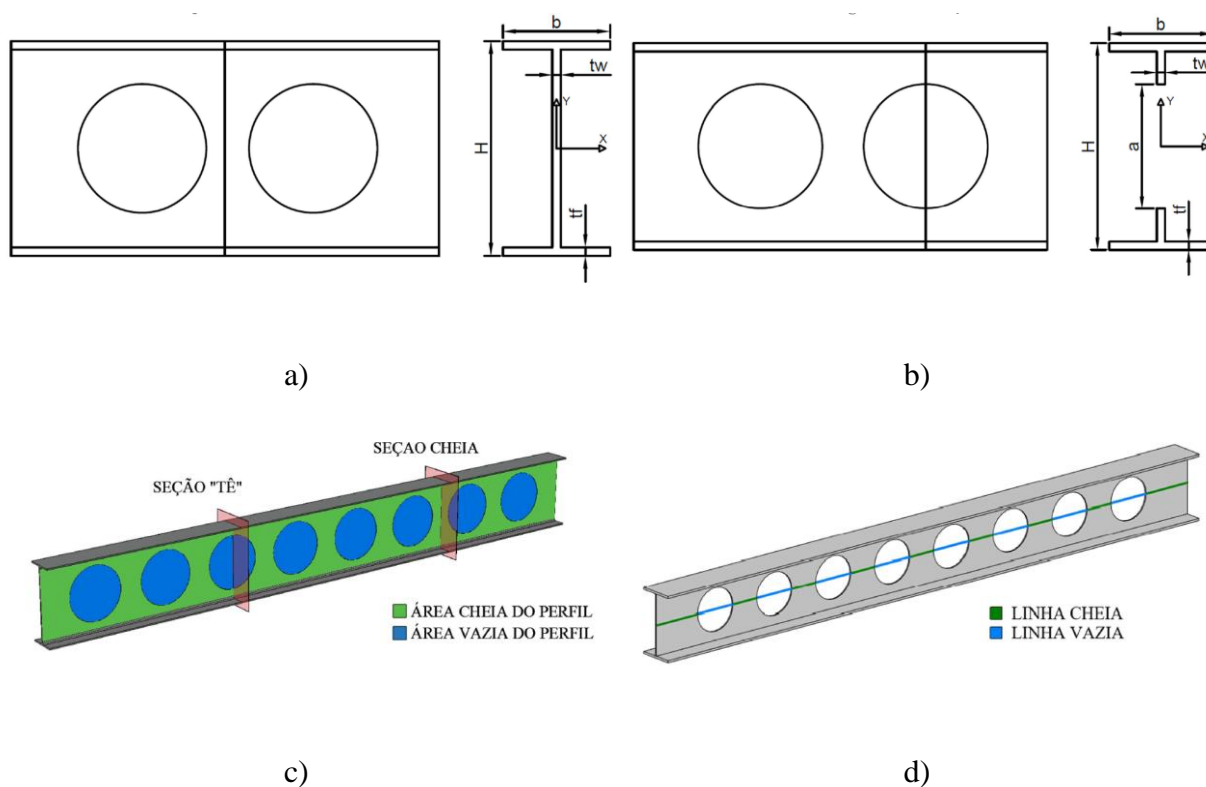 b
tw
Y
X
H
tf
b
tw
Y
H
a
tf
a)
b)
SEÇÃO "TÊ"
SEÇAO CHEIA
ÁREA CHEIA DO PERFIL
ÁREA VAZIA DO PERFIL
LINHA CHEIA
LINHA VAZIA
c)
d)